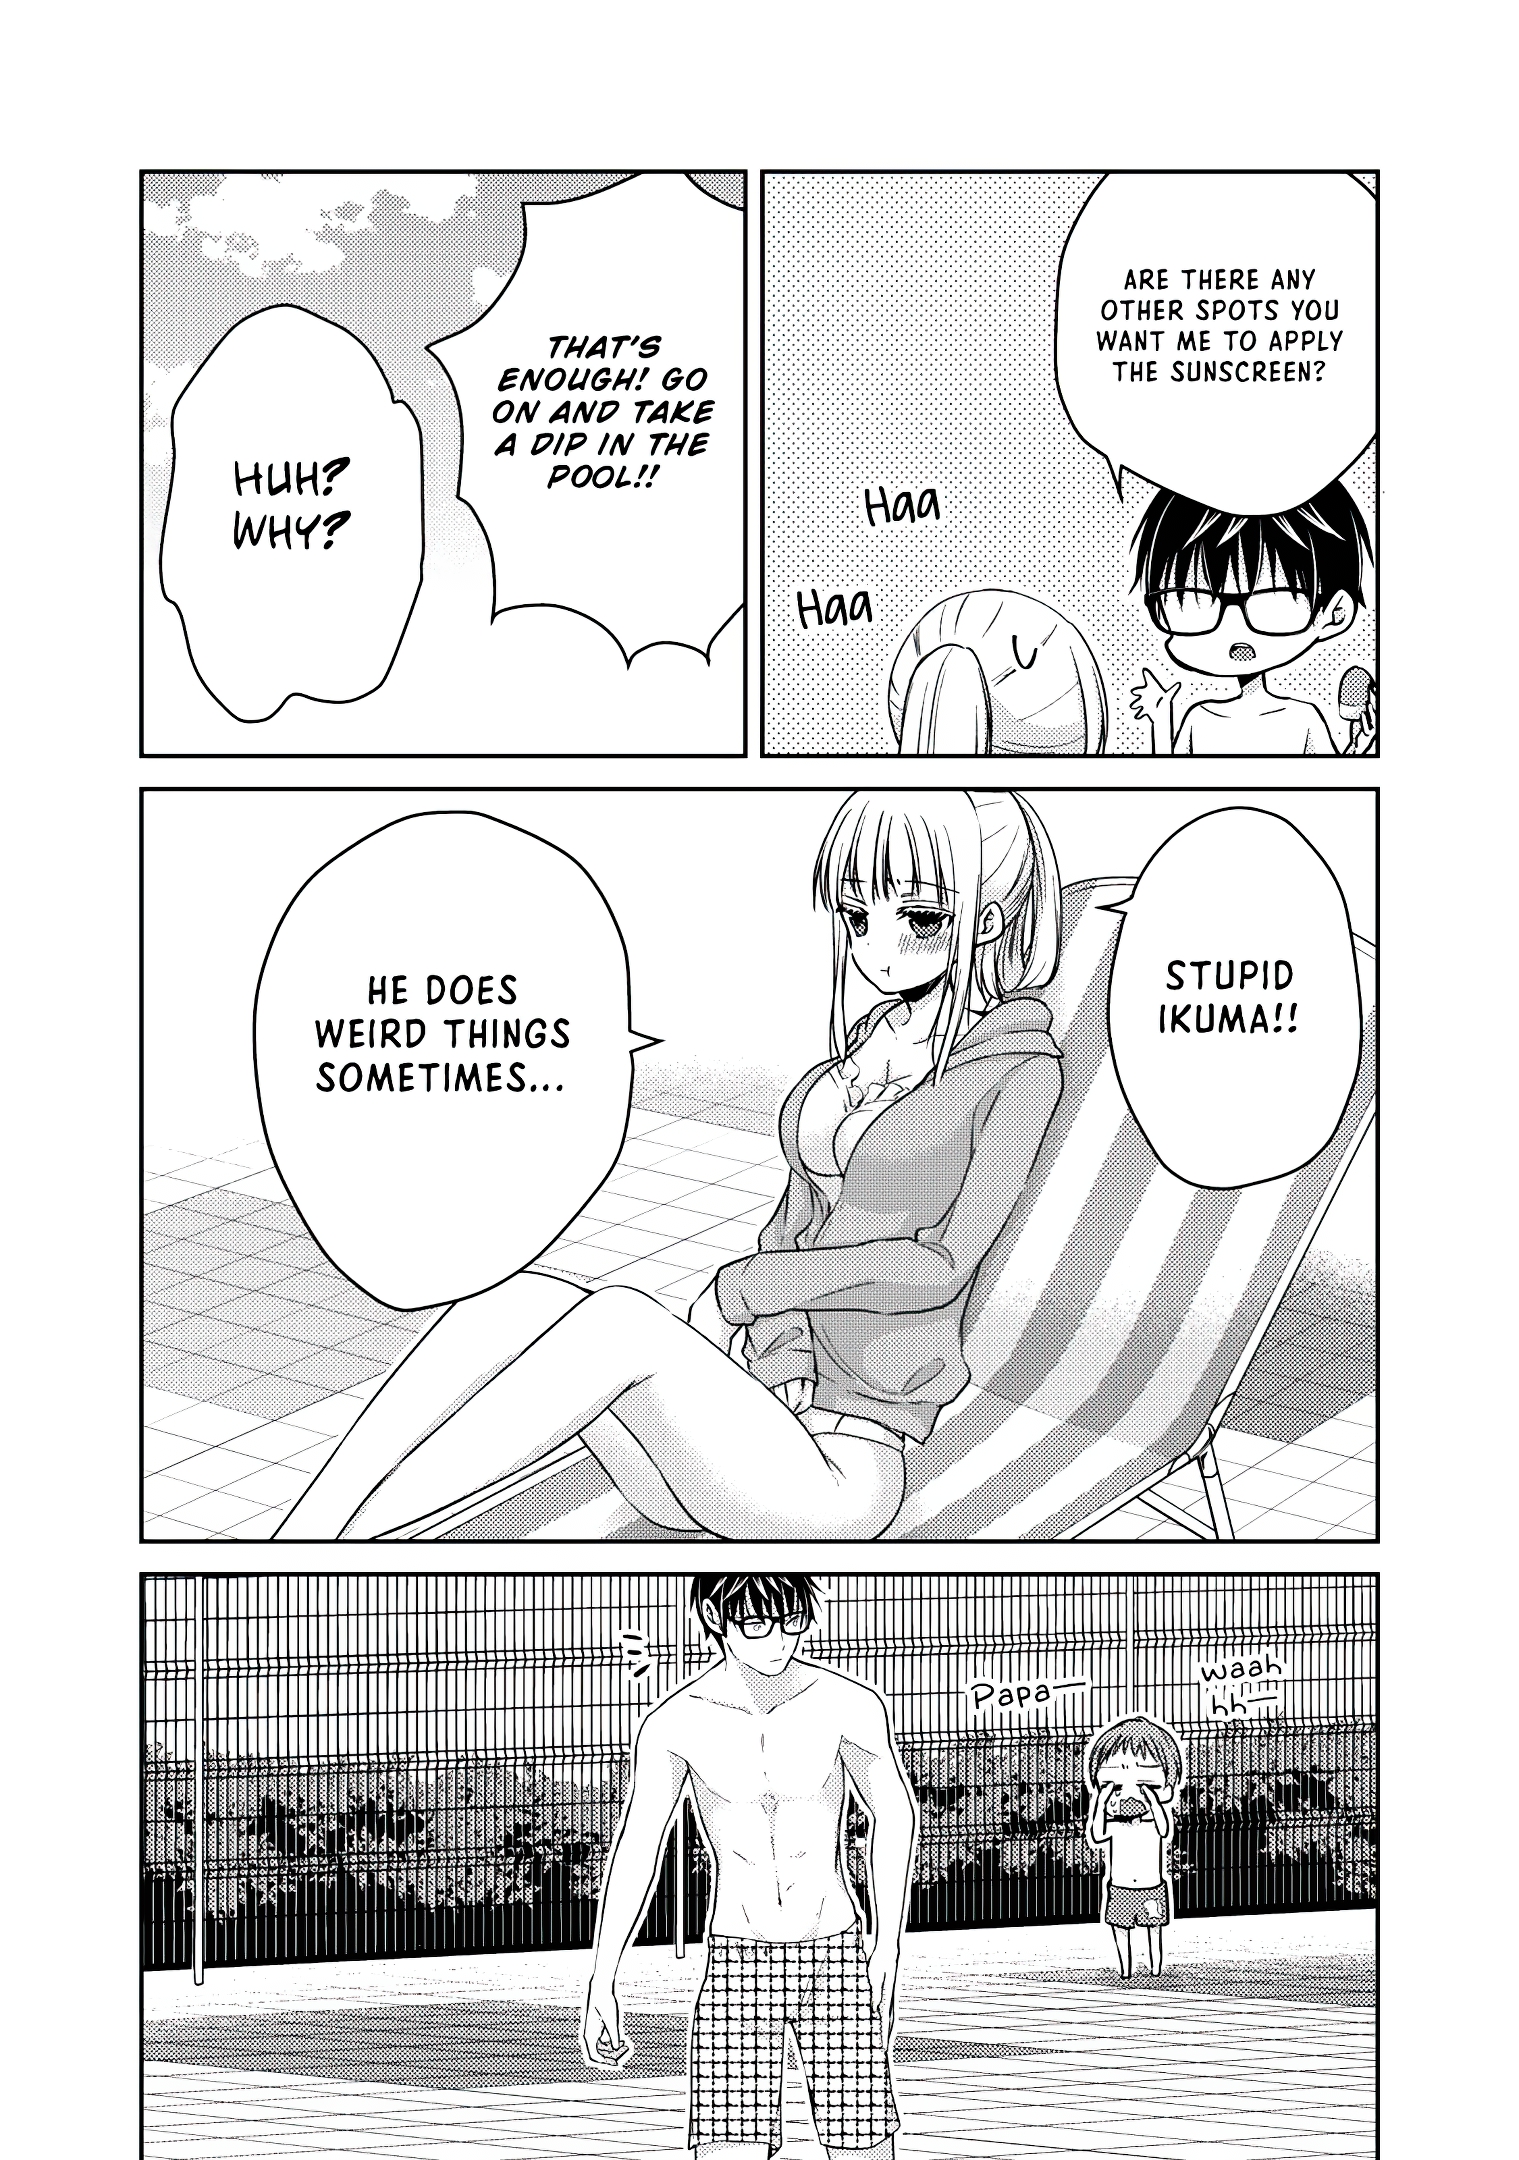 ARE THERE ANY
OTHER SPOTS YOU
WANT ME TO APPLY
THE SUNSCREEN?
Haa
Haa
THAT'S
ENOUGH! GO
ON AND TAKE
A DIP IN THE
POOL!!
HUH?
WHY?
STUPID
IKUMA!!
HE DOES
WEIRD THINGS
SOMETIMES...
waah
hh—
Papa—